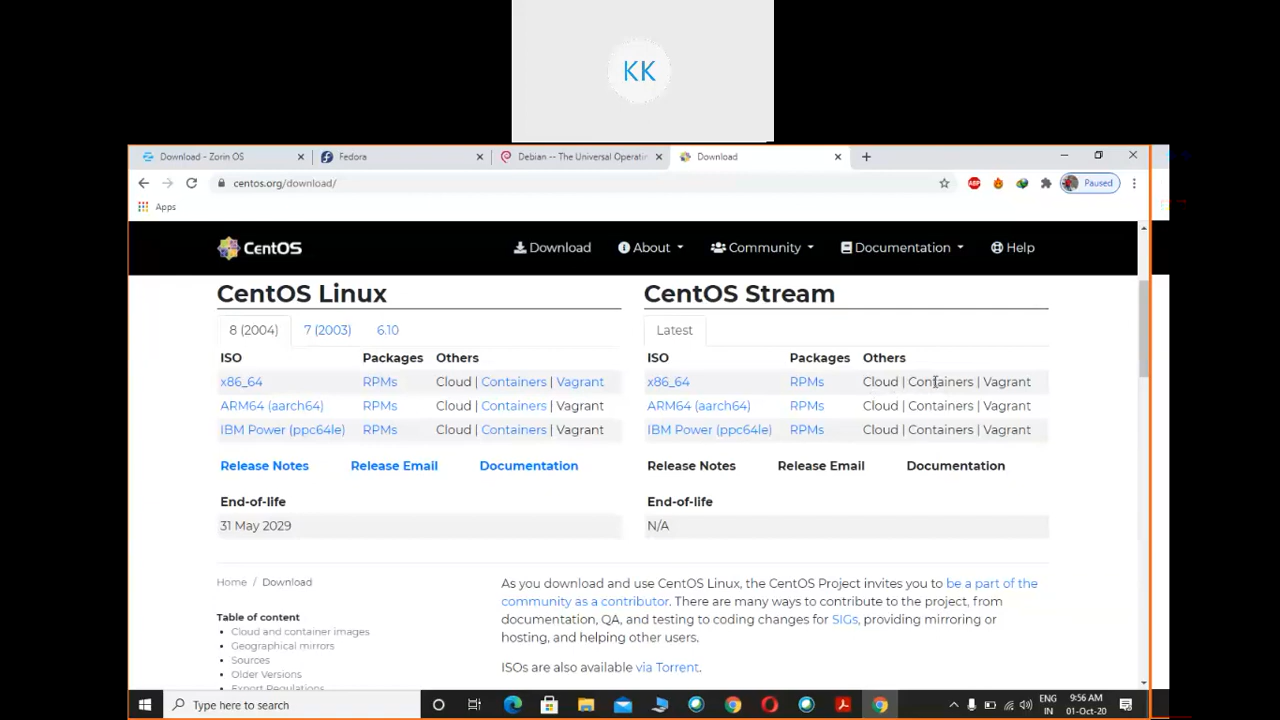 KK
Download - Zorin OS
Fedora
Debian -- The Universal Operatin
Download
centos.org/download/
ABP
Paused
Apps
CentOS
Download
About
Community
Documentation
Help
CentOS Linux
CentOS Stream
8 (2004) 7 (2003) 6.10
Latest
ISO Packages Others
x86_64 RPMs Cloud | Containers | Vagrant
ARM64 (aarch64) RPMs Cloud | Containers | Vagrant
IBM Power (ppc64le) RPMs Cloud | Containers | Vagrant
Release Notes Release Email Documentation
End-of-life
31 May 2029
ISO Packages Others
x86_64 RPMs Cloud | Containers | Vagrant
ARM64 (aarch64) RPMs Cloud | Containers | Vagrant
IBM Power (ppc64le) RPMs Cloud | Containers | Vagrant
Release Notes Release Email Documentation
End-of-life
N/A
Home / Download
Table of content
Cloud and container images
Geographical mirrors
Sources
Older Versions
Export Regulations
As you download and use CentOS Linux, the CentOS Project invites you to be a part of the
community as a contributor. There are many ways to contribute to the project, from
documentation, QA, and testing to coding changes for SIGs, providing mirroring or
hosting, and helping other users.
ISOs are also available via Torrent.
Type here to search
ENG
IN
9:56 AM
01-Oct-20